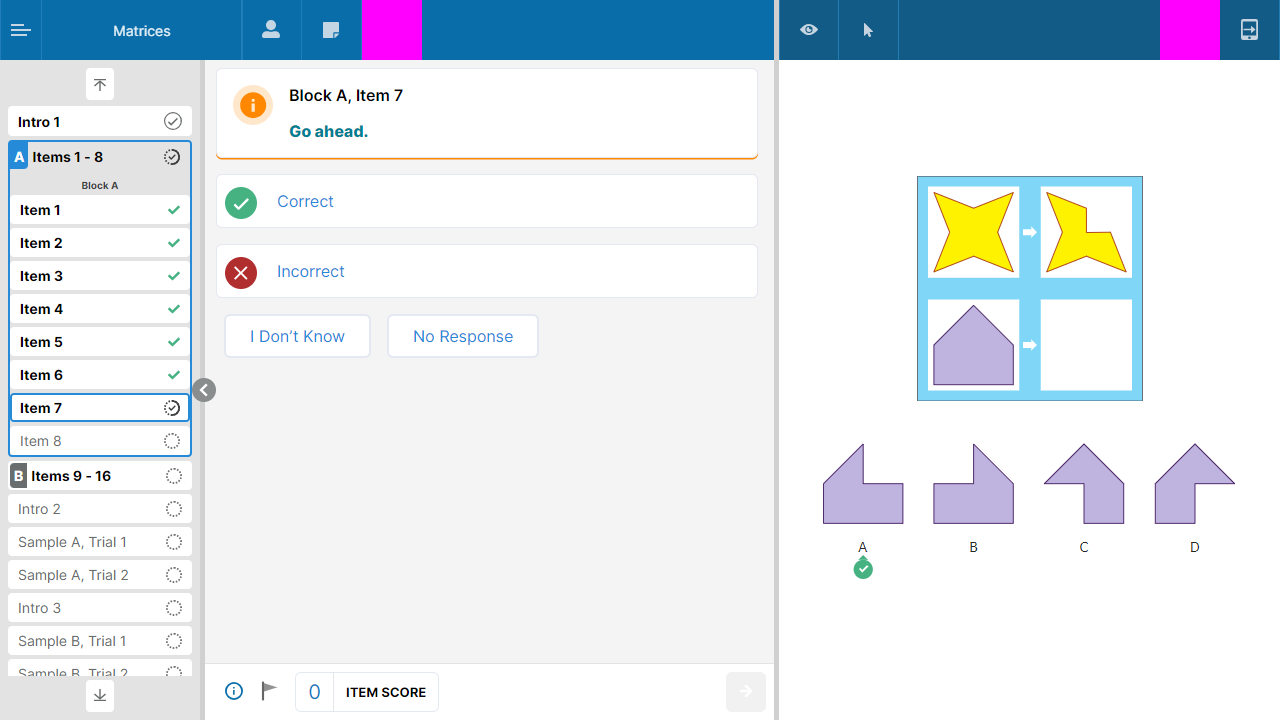 Matrices
Intro 1
A Items 1 - 8
Block A
Item 1
Item 2
Item 3
Item 4
Item 5
Item 6
Item 7
Item 8
B Items 9 - 16
Intro 2
Sample A, Trial 1
Sample A, Trial 2
Intro 3
Sample B, Trial 1
Sample B, Trial 2
Block A, Item 7
Go ahead.
Correct
Incorrect
I Don’t Know
No Response
0 ITEM SCORE
A B C D